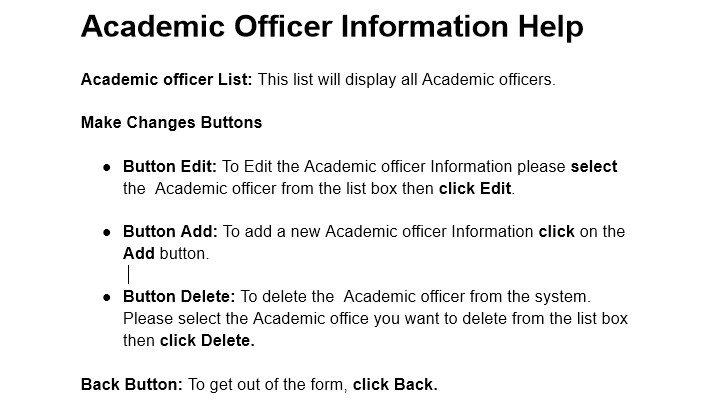 Academic Officer Information Help
Academic officer List: This list will display all Academic officers.
Make Changes Buttons
● Button Edit: To Edit the Academic officer Information please select
the  Academic officer from the list box then click Edit.
● Button Add: To add a new Academic officer Information click on the
Add button.
● Button Delete: To delete the  Academic officer from the system.
Please select the Academic office you want to delete from the list box
then click Delete.
Back Button: To get out of the form, click Back.